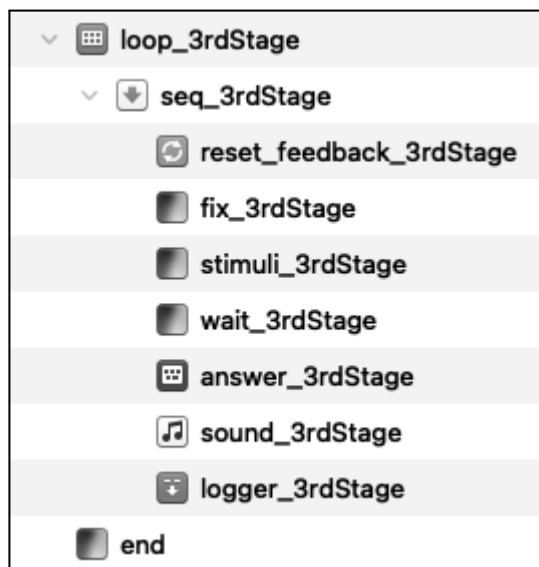 loop_3rdStage
seq_3rdStage
reset_feedback_3rdStage
fix_3rdStage
stimuli_3rdStage
wait_3rdStage
answer_3rdStage
sound_3rdStage
logger_3rdStage
end